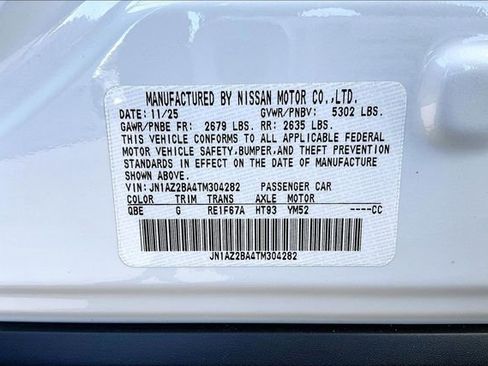 MANUFACTURED BY NISSAN MOTOR CO.,LTD.
DATE: 11/25 GVWR/PNBV: 5302 LBS.
GAWR/PNBE FR: 2679 LBS. RR: 2635 LBS.
THIS VEHICLE CONFORMS TO ALL APPLICABLE FEDERAL
MOTOR VEHICLE SAFETY, BUMPER, AND THEFT PREVENTION
STANDARDS IN EFFECT ON THE DATE OF MANUFACTURE
SHOWN ABOVE.
VIN: JN1AZ2BA4TM304282 PASSENGER CAR
COLOR TRIM TRANS AXLE MOTOR
QBE G RE1F67A HT93 YM52 ----CC
JN1AZ2BA4TM304282